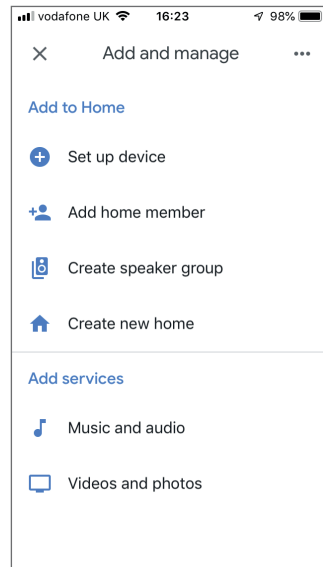 vodafone UK 16:23 98%
Add and manage
Add to Home
Set up device
Add home member
Create speaker group
Create new home
Add services
Music and audio
Videos and photos